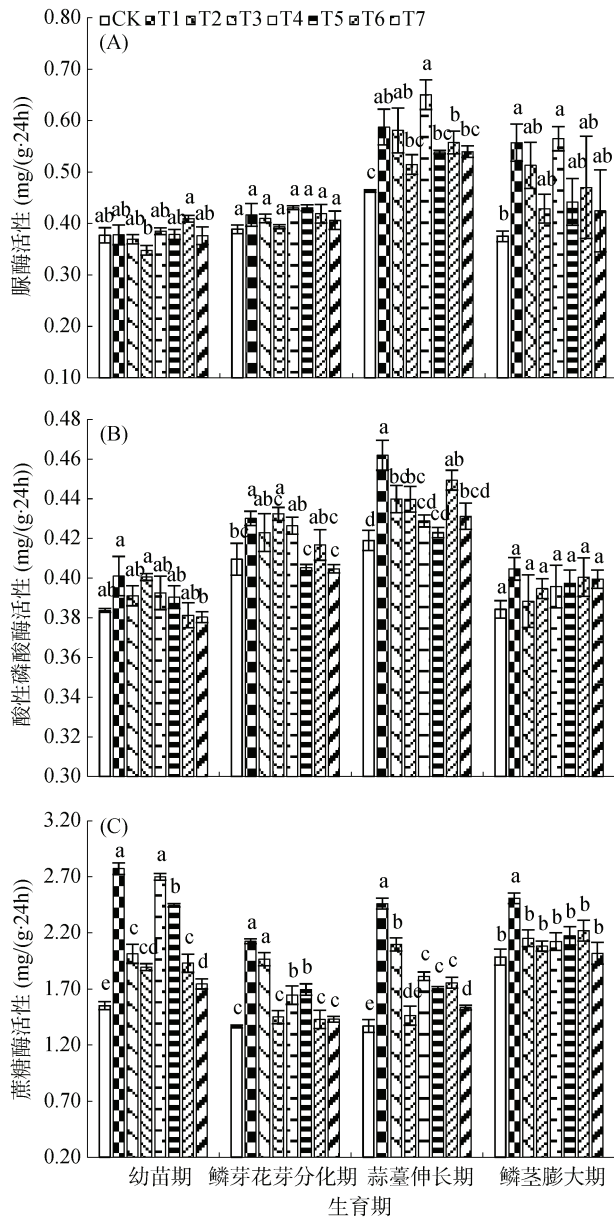 CK T1 T2 T3 T4 T5 T6 T7
(A)
脲酶活性 (mg/(g·24h))
0.80
0.70
0.60
0.50
0.40
0.30
0.10
ab ab ab b ab ab a ab
a a a a a a a a
c ab ab bc a bc b bc
b a ab ab a ab ab ab
(B)
酸性磷酸酶活性 (mg/(g·24h))
0.48
0.46
0.44
0.42
0.40
0.38
0.36
0.34
0.32
0.30
ab a ab a ab ab ab b
bc a abc a ab c abc c
d a bc bc cd cd ab bcd
a a a a a a a a
(C)
蔗糖酶活性 (mg/(g·24h))
3.20
2.70
2.20
1.70
1.20
0.70
0.20
e a c cd a b c d
c a a c b b c c
e a b de c c c d
b a b b b b b b
幼苗期 鳞芽花芽分化期 蒜薹伸长期 鳞茎膨大期
生育期